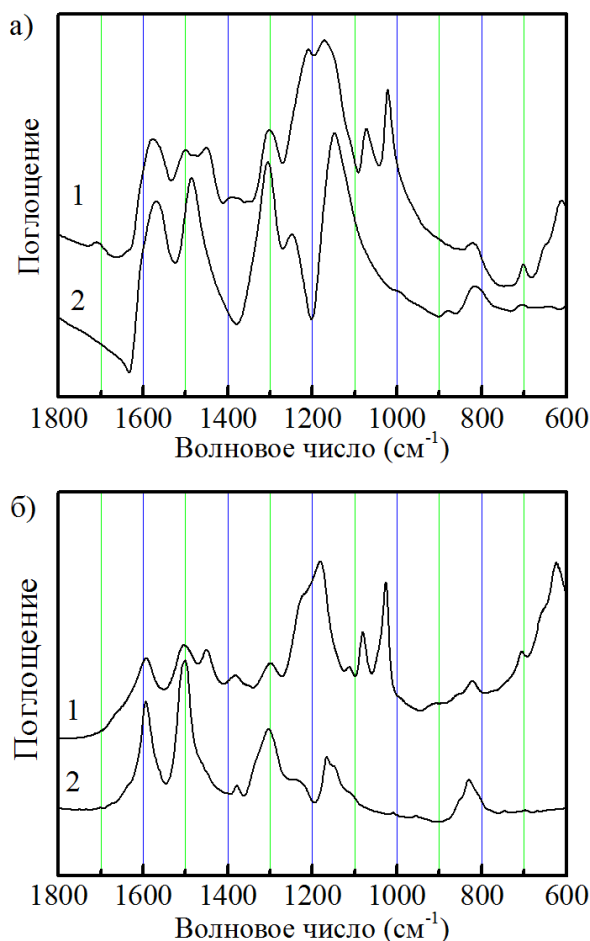 а)
Поглощение
1
2
1800 1600 1400 1200 1000 800 600
Волновое число (см-1)
б)
Поглощение
1
2
1800 1600 1400 1200 1000 800 600
Волновое число (см-1)